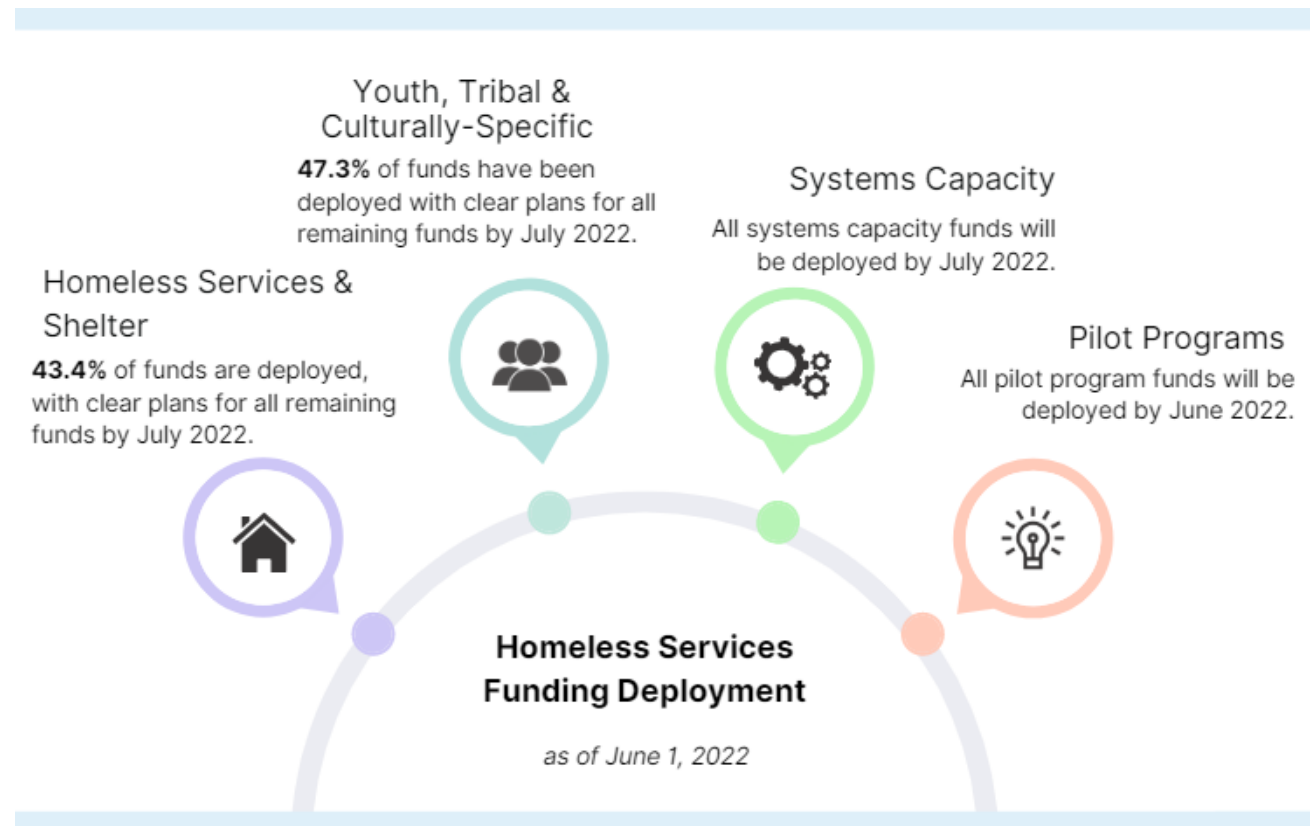 Youth, Tribal &
Culturally-Specific
47.3% of funds have been
deployed with clear plans for all
remaining funds by July 2022.
Systems Capacity
All systems capacity funds will
be deployed by July 2022.
Homeless Services &
Shelter
43.4% of funds are deployed,
with clear plans for all remaining
funds by July 2022.
Pilot Programs
All pilot program funds will be
deployed by June 2022.
Homeless Services
Funding Deployment
as of June 1, 2022